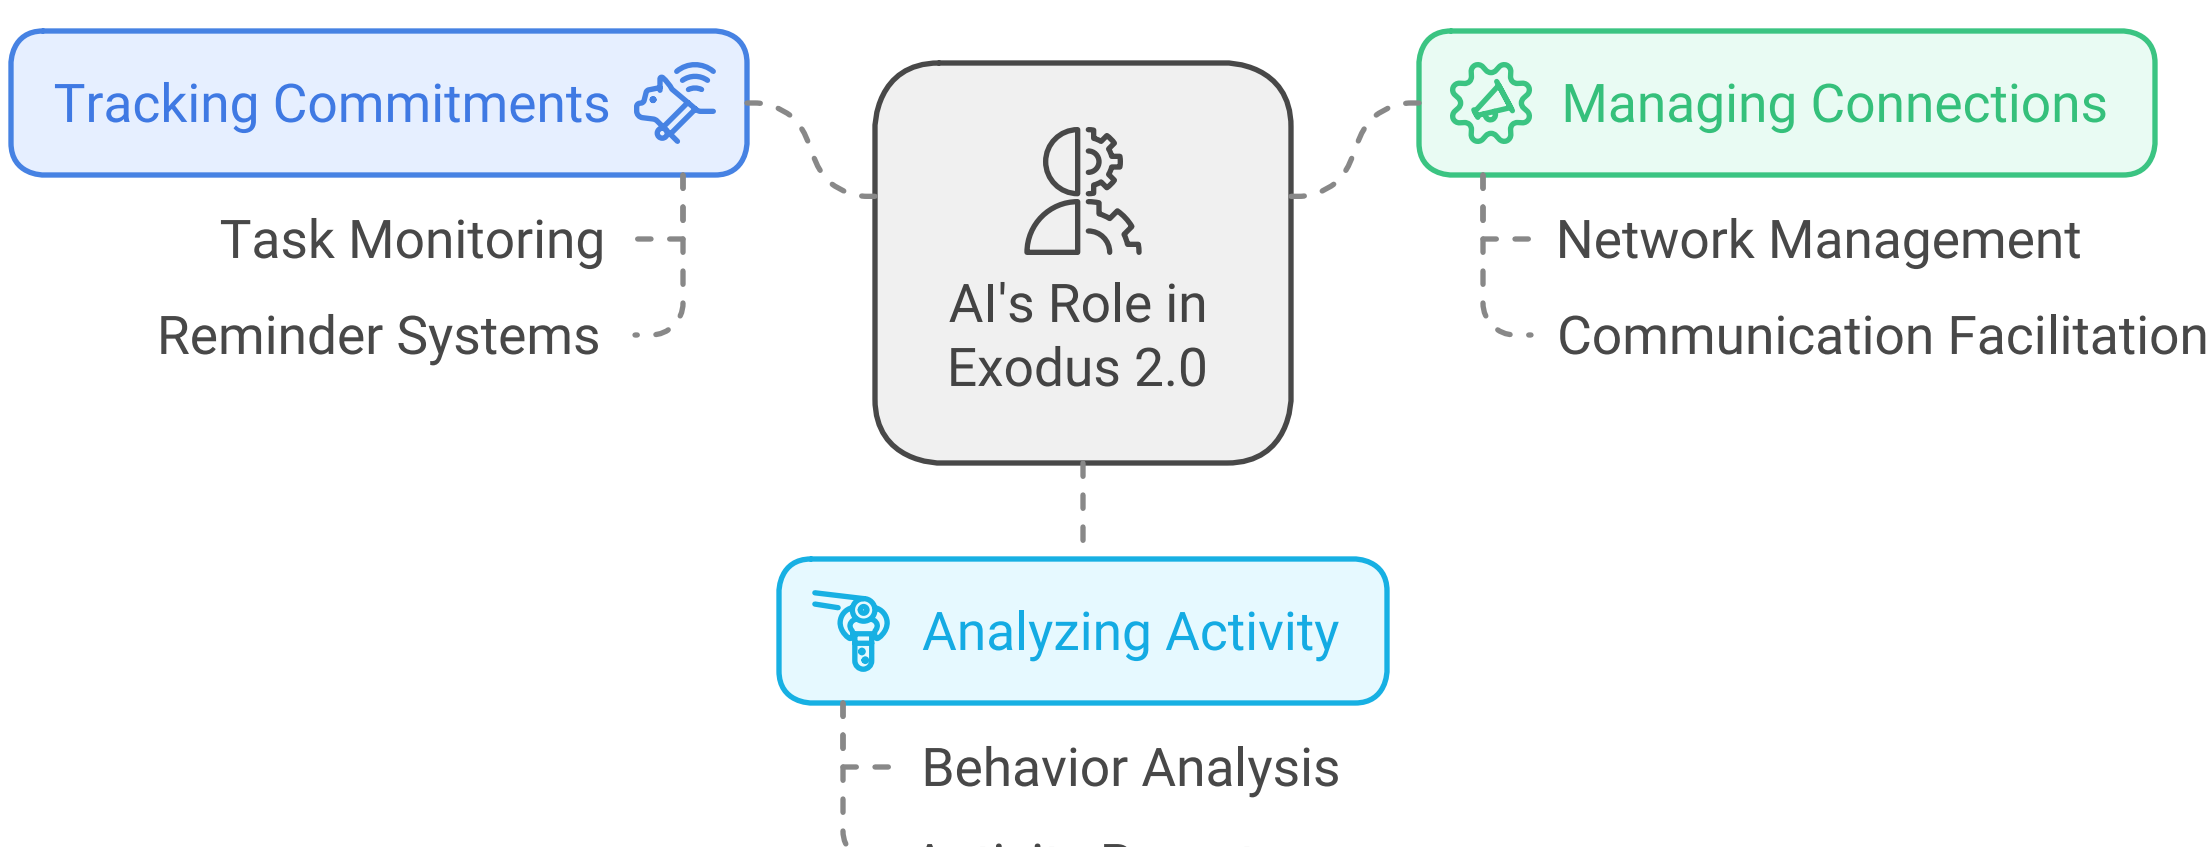 Tracking Commitments
Task Monitoring
Reminder Systems
AI's Role in
Exodus 2.0
Managing Connections
Network Management
Communication Facilitation
Analyzing Activity
Behavior Analysis